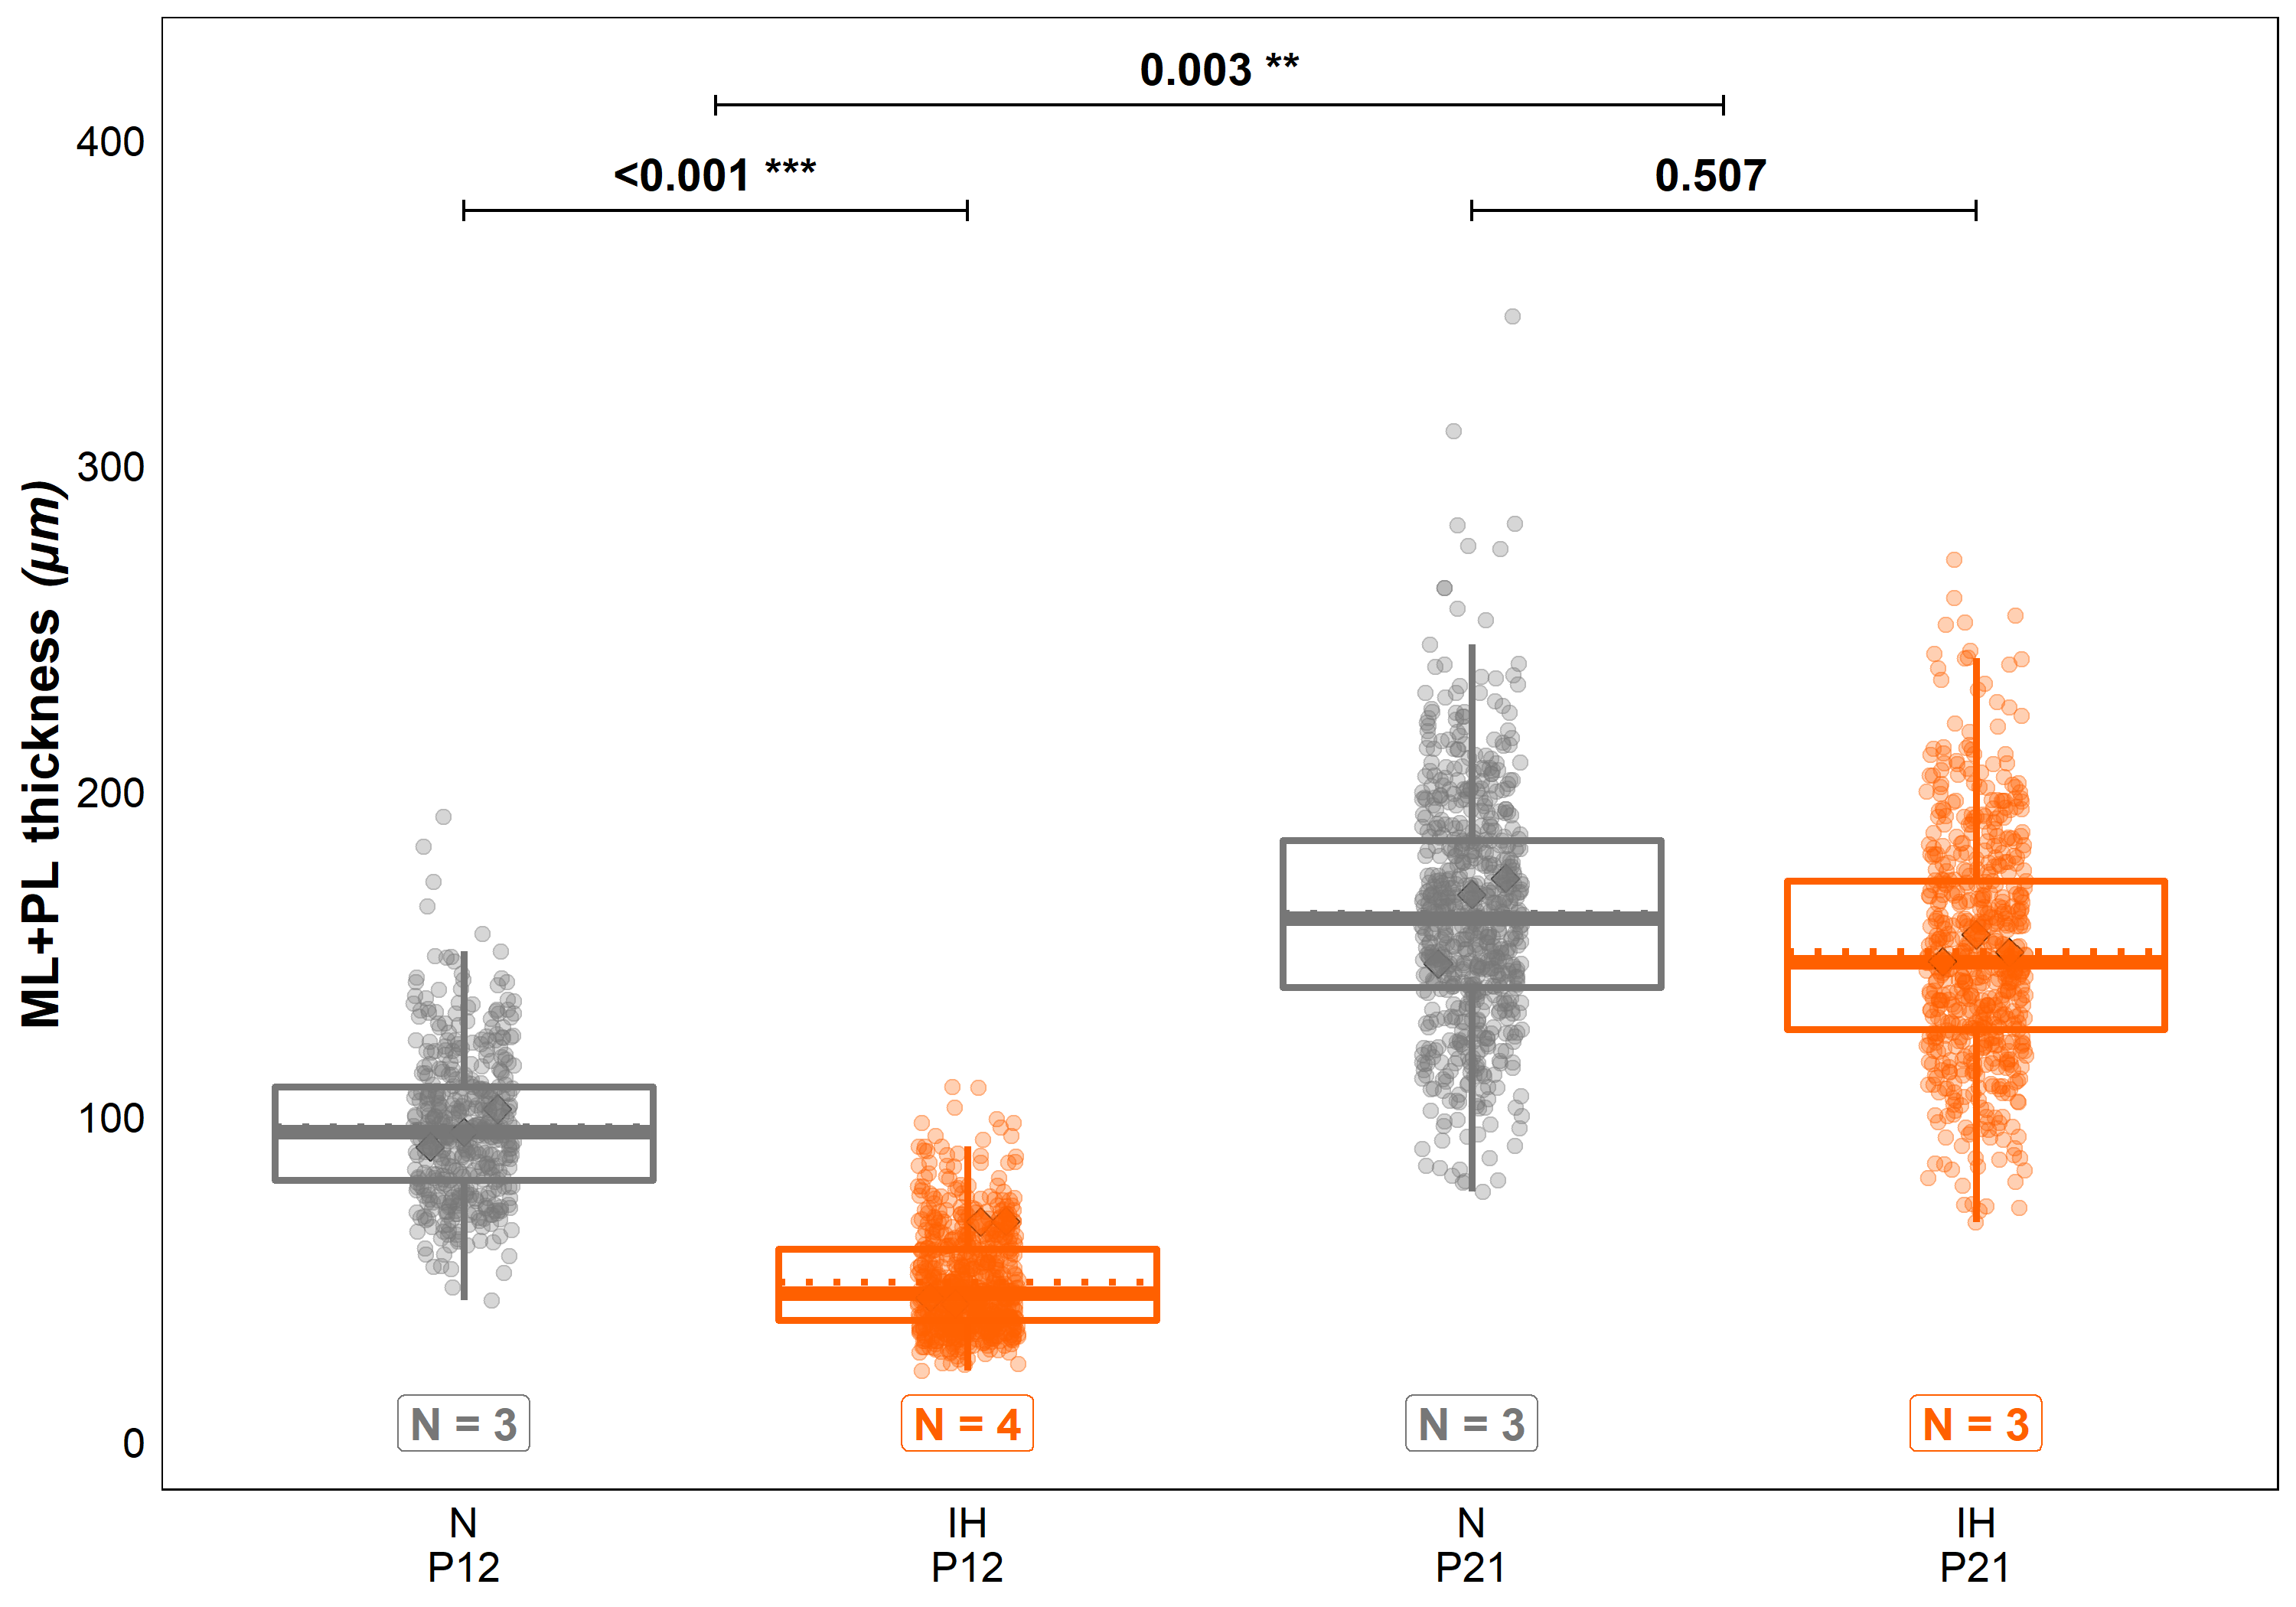 0.003 **
<0.001 ***
0.507
400
300
200
100
0
ML+PL thickness (µm)
N = 3
N = 4
N = 3
N = 3
N
P12
IH
P12
N
P21
IH
P21